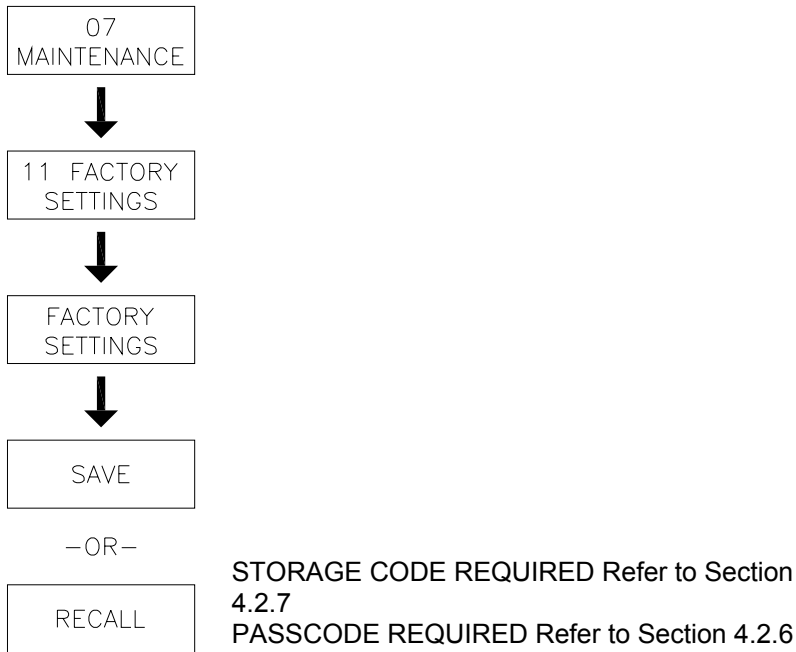 07
MAINTENANCE
11 FACTORY
SETTINGS
FACTORY
SETTINGS
SAVE
-OR-
RECALL
STORAGE CODE REQUIRED Refer to Section
4.2.7
PASSCODE REQUIRED Refer to Section 4.2.6